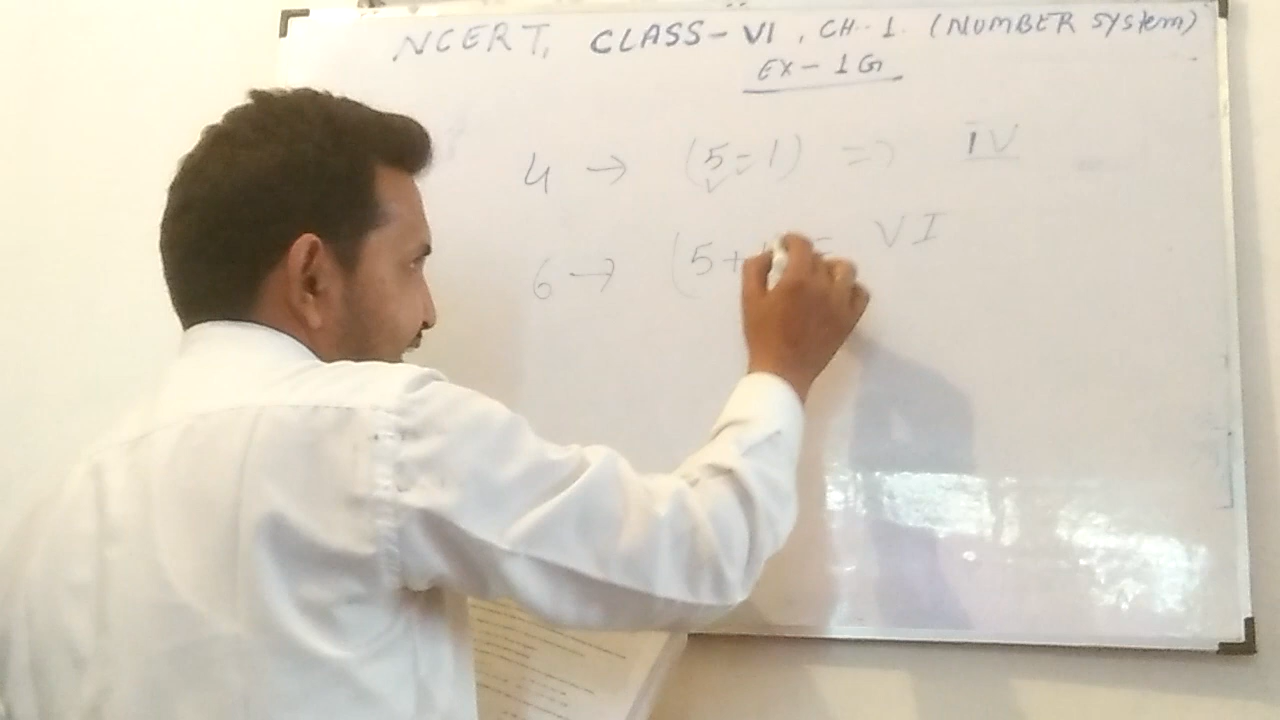 NCERT, CLASS-VI, CH-1. (NUMBER System)
EX-1G
4 → (5-1) => IV
6 → (5+ = VI